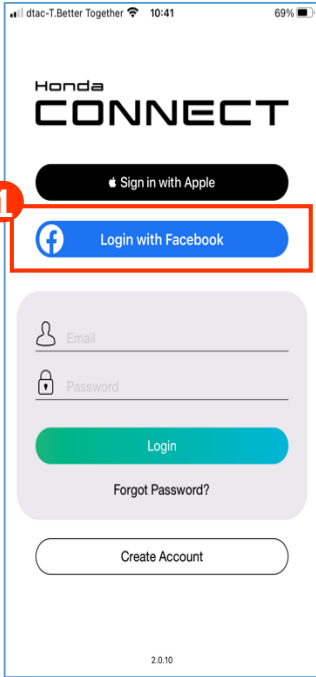 dtac-T.Better Together 10:41 69%
Honda
CONNECT
Sign in with Apple
1
Login with Facebook
Email
Password
Login
Forgot Password?
Create Account
2.0.10